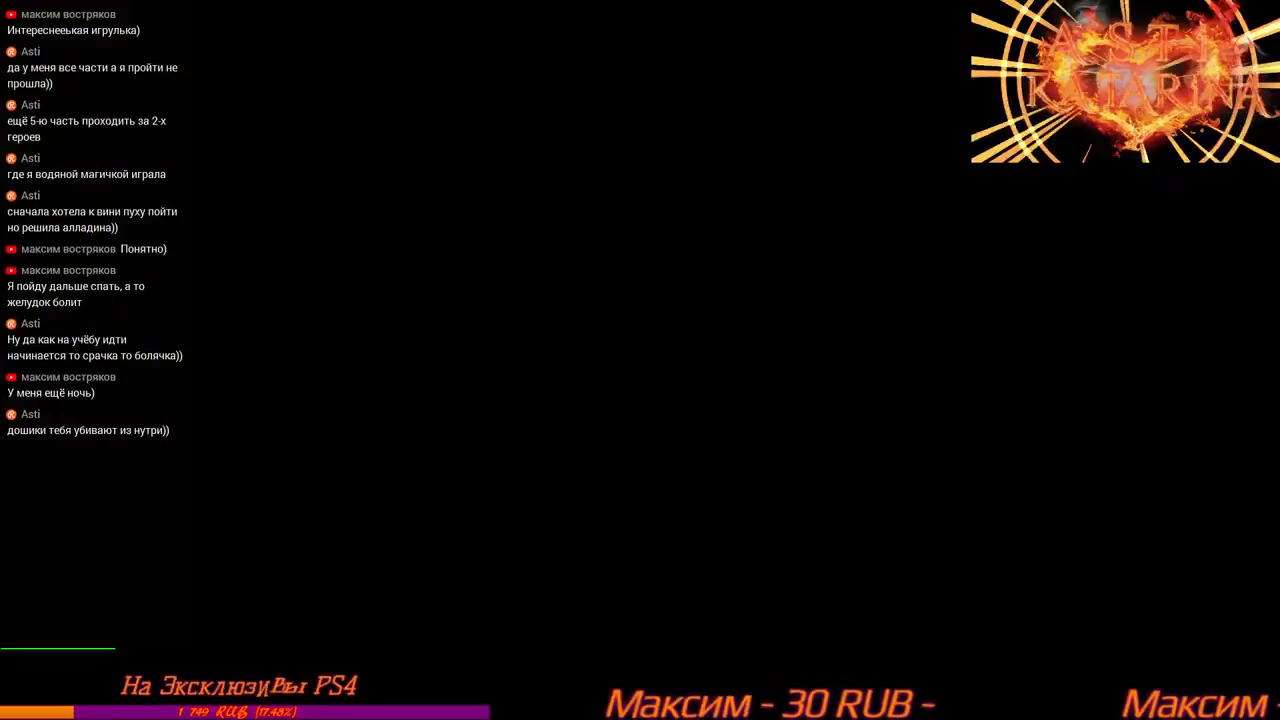 максим востряков
Интереснееькая игрулька)
Asti
да у меня все части а я пройти не
прошла))
Asti
ещё 5-ю часть проходить за 2-х
героев
Asti
где я водяной магичкой играла
Asti
сначала хотела к вини пуху пойти
но решила алладина))
максим востряков Понятно)
максим востряков
Я пойду дальше спать, а то
желудок болит
Asti
Ну да как на учёбу идти
начинается то срачка то болячка))
максим востряков
У меня ещё ночь)
Asti
дошики тебя убивают из нутри))
ASTI
KATARINA
На Эксклюзивы PS4
1 749 RUB (17.48%)
Максим - 30 RUB -
Максим -